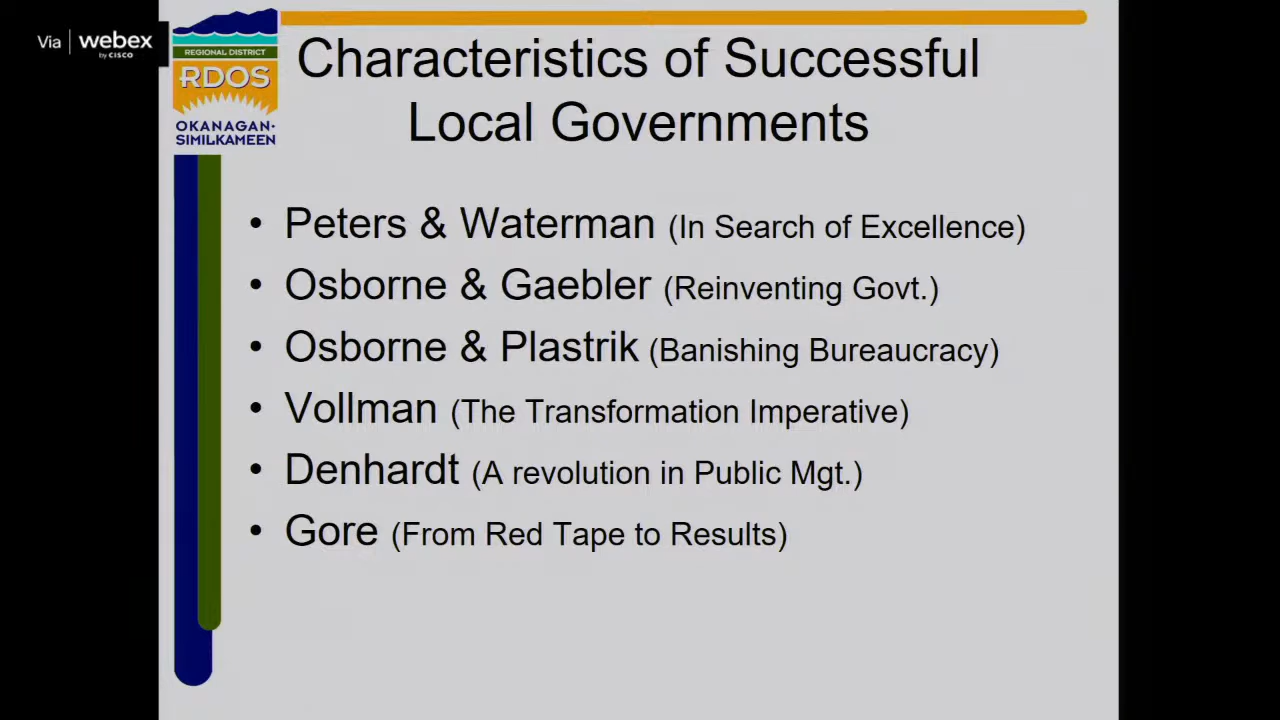 Via webex
by CISCO
REGIONAL DISTRICT
RDOS
OKANAGAN-
SIMILKAMEEN
Characteristics of Successful
Local Governments
• Peters & Waterman (In Search of Excellence)
• Osborne & Gaebler (Reinventing Govt.)
• Osborne & Plastrik (Banishing Bureaucracy)
• Vollman (The Transformation Imperative)
• Denhardt (A revolution in Public Mgt.)
• Gore (From Red Tape to Results)